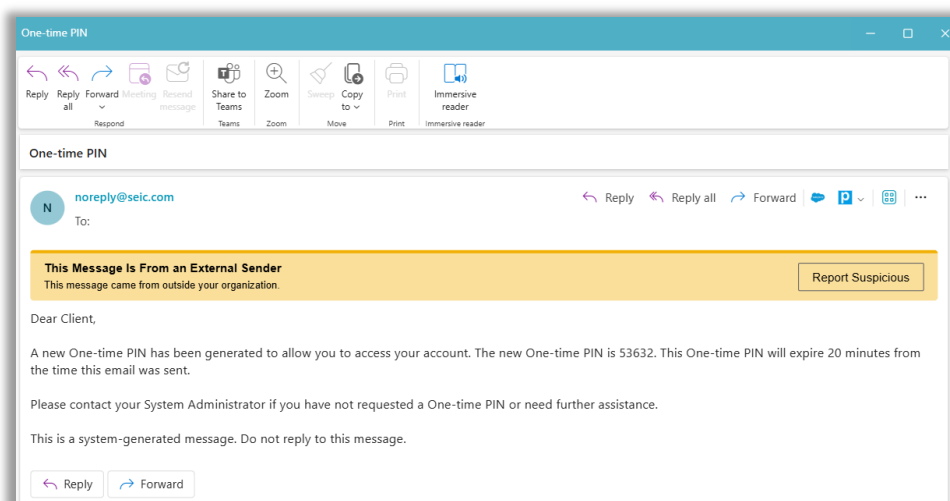 One-time PIN
Reply Reply all Forward Meeting Resend message Share to Teams Zoom Sweep Copy to Print Immersive reader
Respond Teams Zoom Move Print Immersive reader
One-time PIN
N
noreply@seic.com
Reply Reply all Forward P
To:
This Message Is From an External Sender
This message came from outside your organization.
Report Suspicious
Dear Client,
A new One-time PIN has been generated to allow you to access your account. The new One-time PIN is 53632. This One-time PIN will expire 20 minutes from
the time this email was sent.
Please contact your System Administrator if you have not requested a One-time PIN or need further assistance.
This is a system-generated message. Do not reply to this message.
Reply Forward